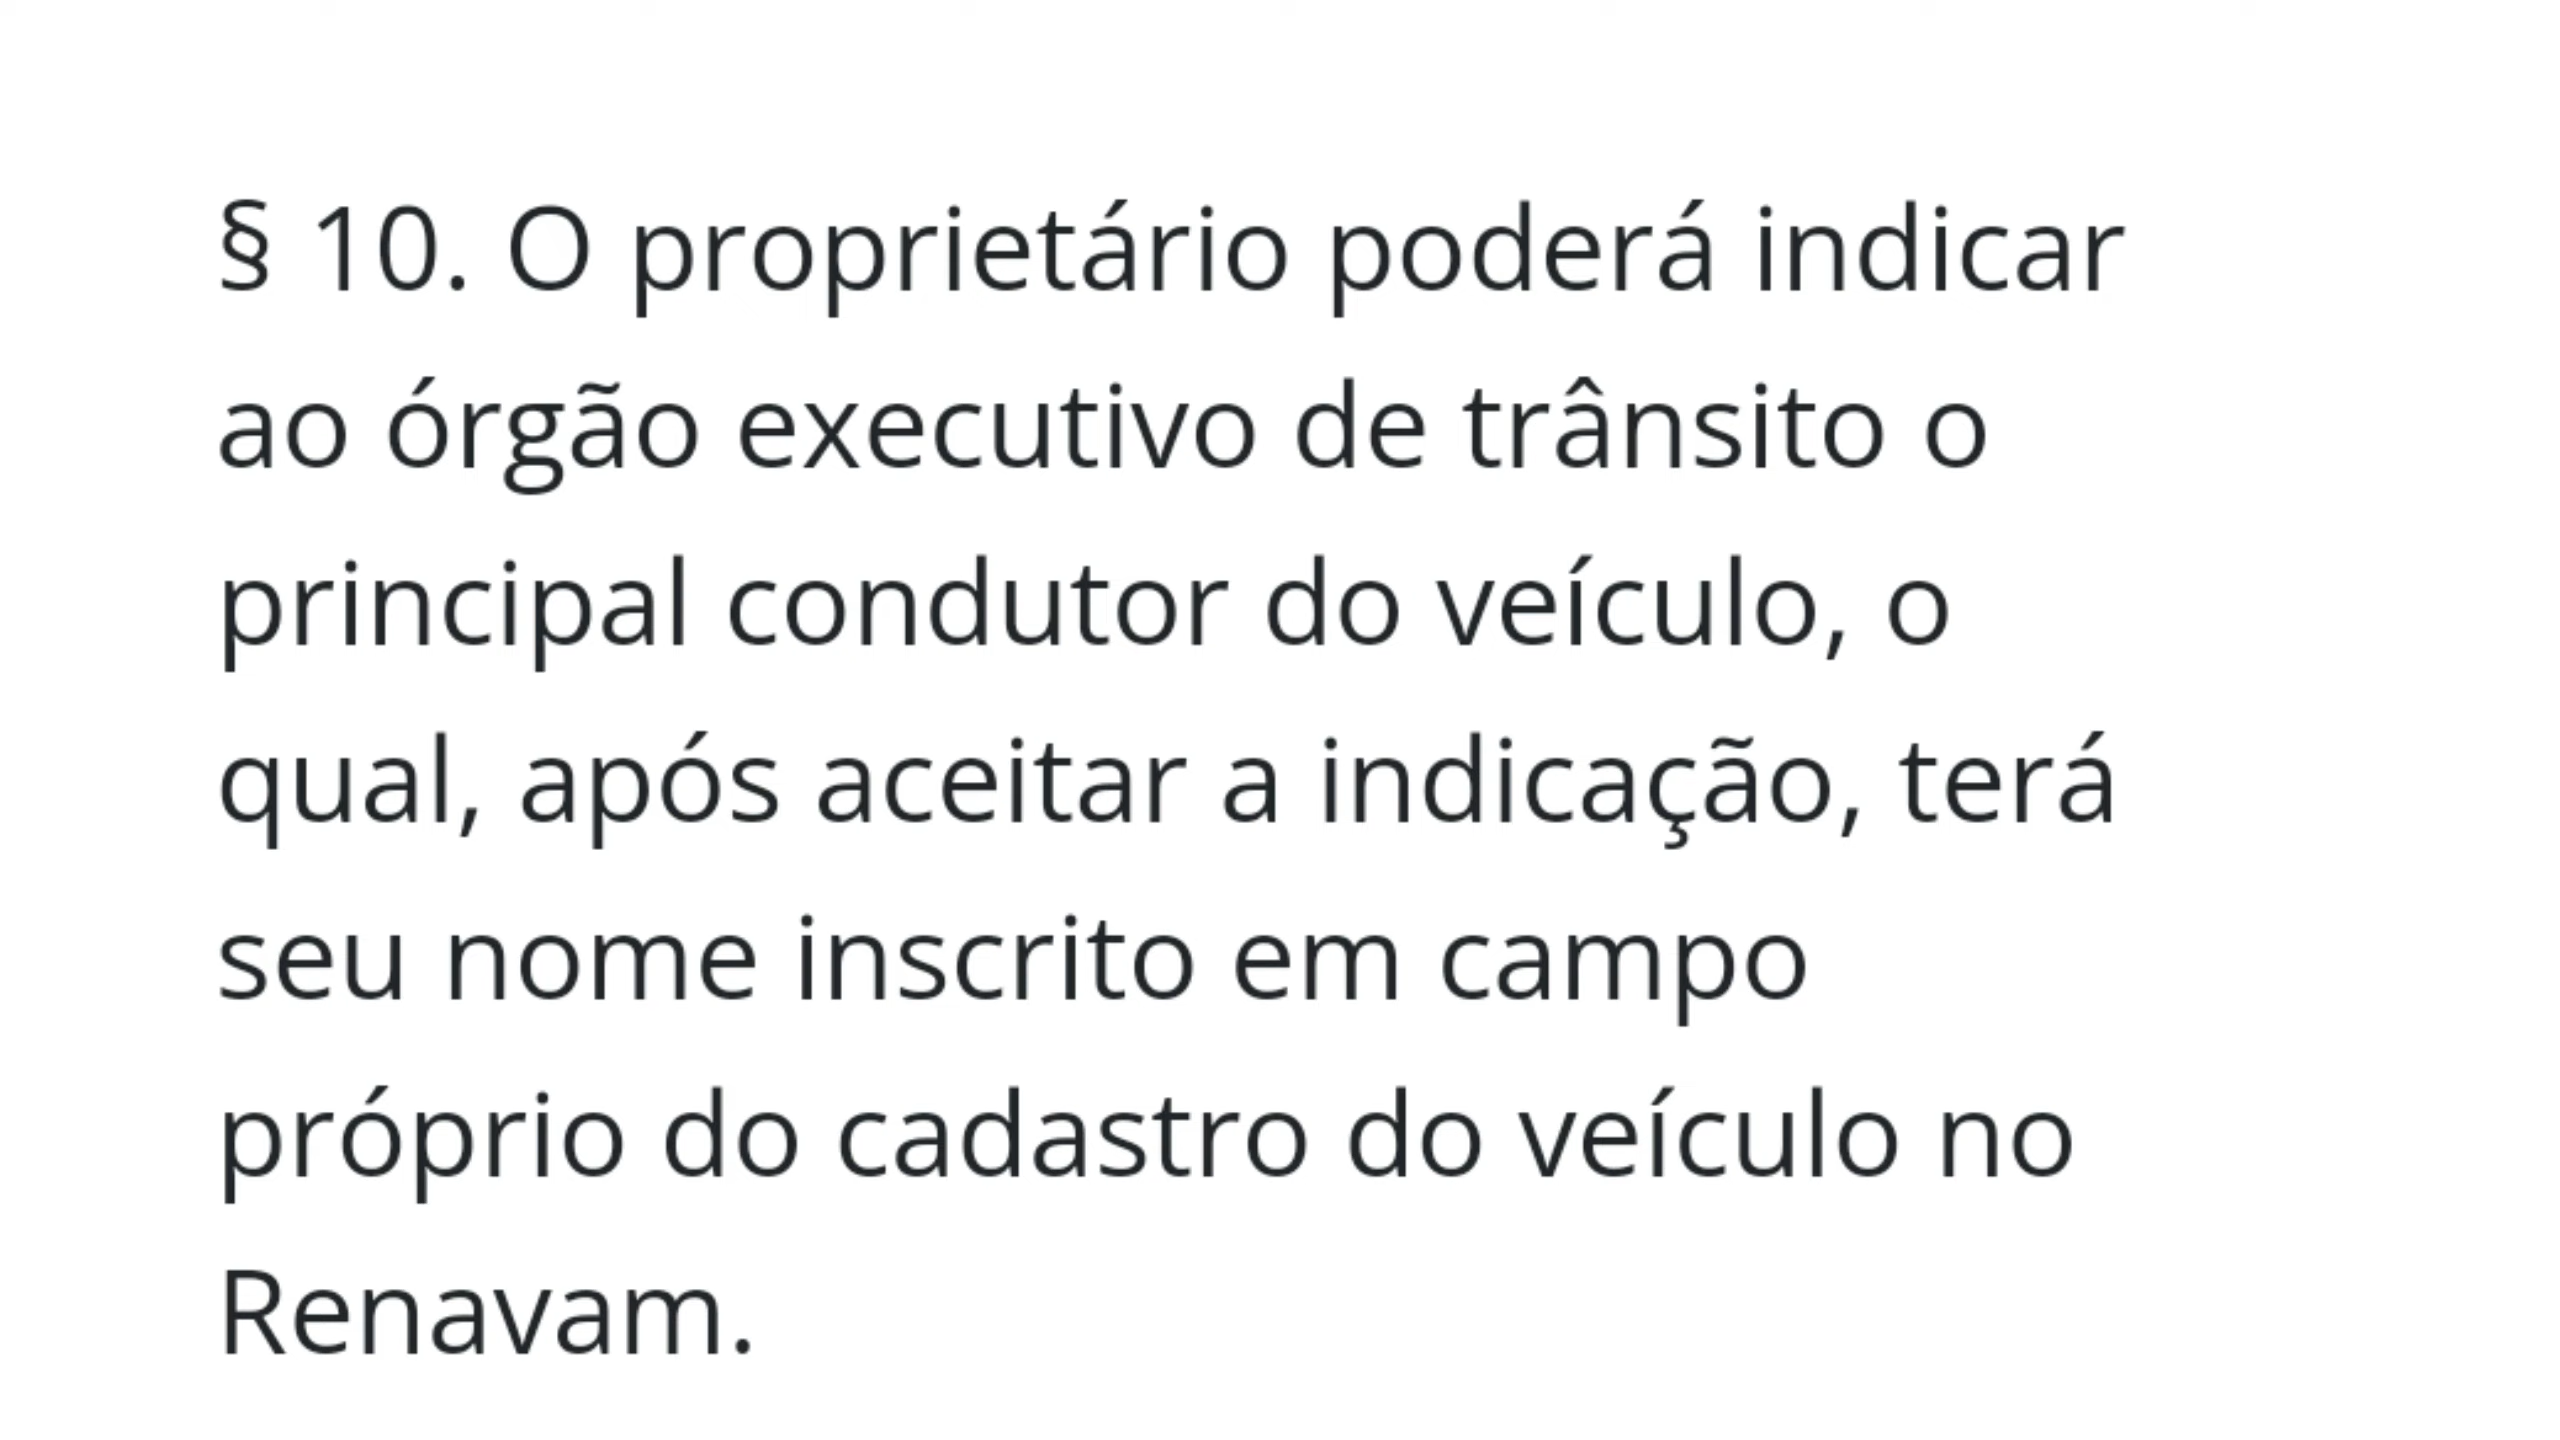 § 10. O proprietário poderá indicar
ao órgão executivo de trânsito o
principal condutor do veículo, o
qual, após aceitar a indicação, terá
seu nome inscrito em campo
próprio do cadastro do veículo no
Renavam.